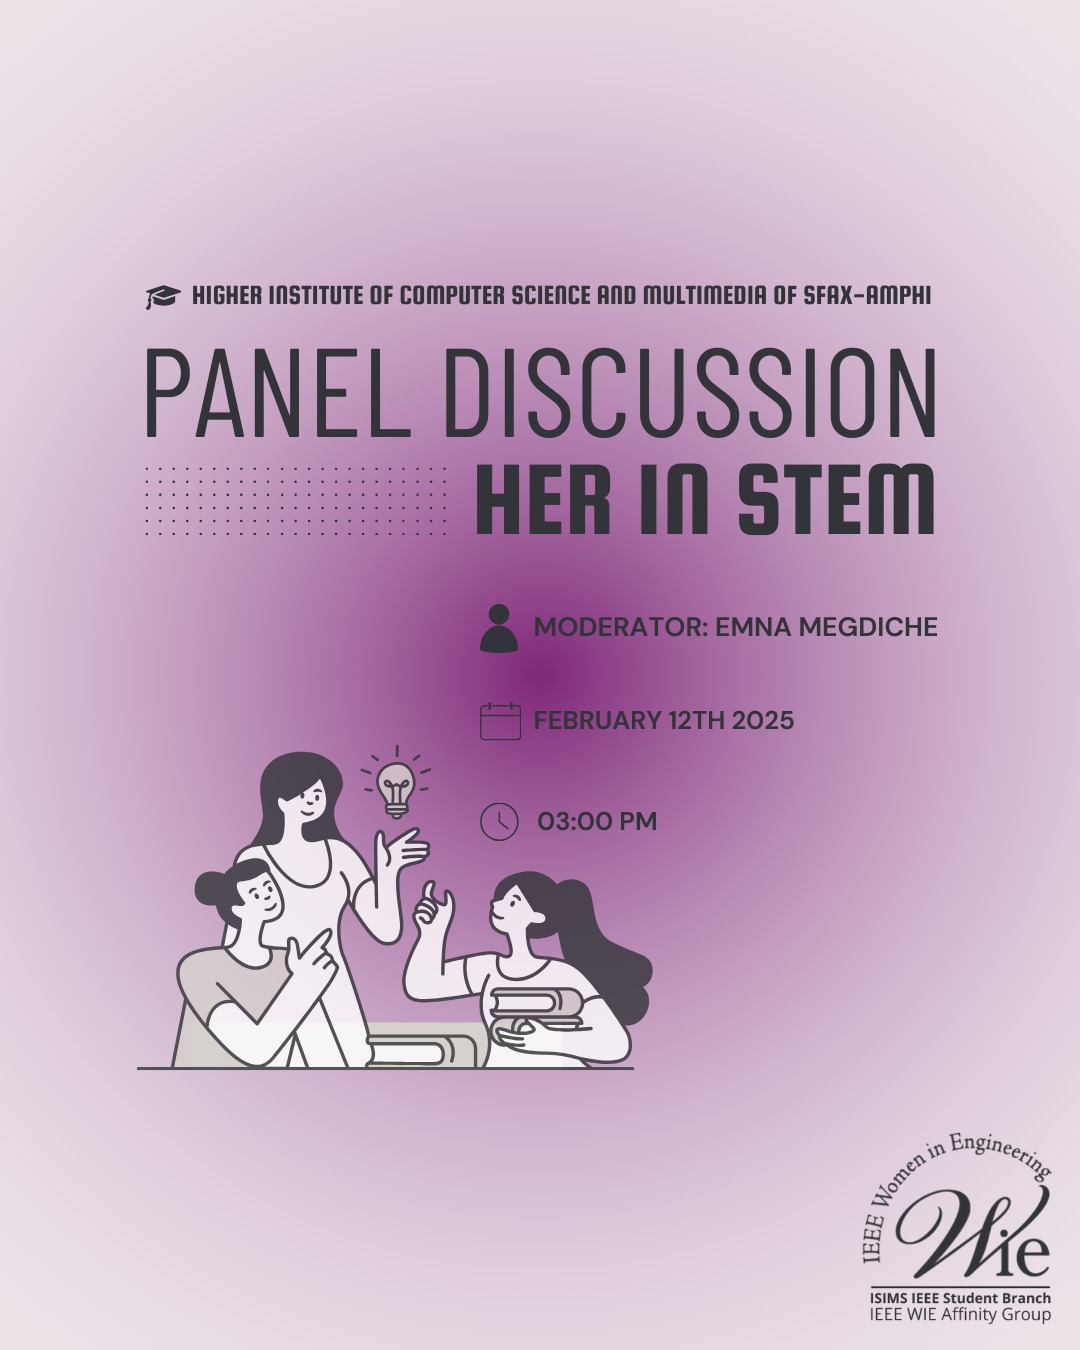 HIGHER INSTITUTE OF COMPUTER SCIENCE AND MULTIMEDIA OF SFAX-AMPHI
PANEL DISCUSSION
HER IN STEM
MODERATOR: EMNA MEGDICHE
FEBRUARY 12TH 2025
03:00 PM
IEEE Women in Engineering
Wie
ISIMS IEEE Student Branch
IEEE WIE Affinity Group